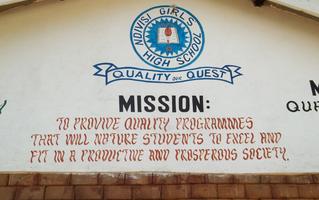 NDIVISI GIRLS
HIGH SCHOOL
QUALITY OUR QUEST
MISSION:
TO PROVIDE QUALITY PROGRAMMES
THAT WILL NATURE STUDENTS TO EXCEL AND
FIT IN A PRODUCTIVE AND PROSPEROUS SOCIETY.